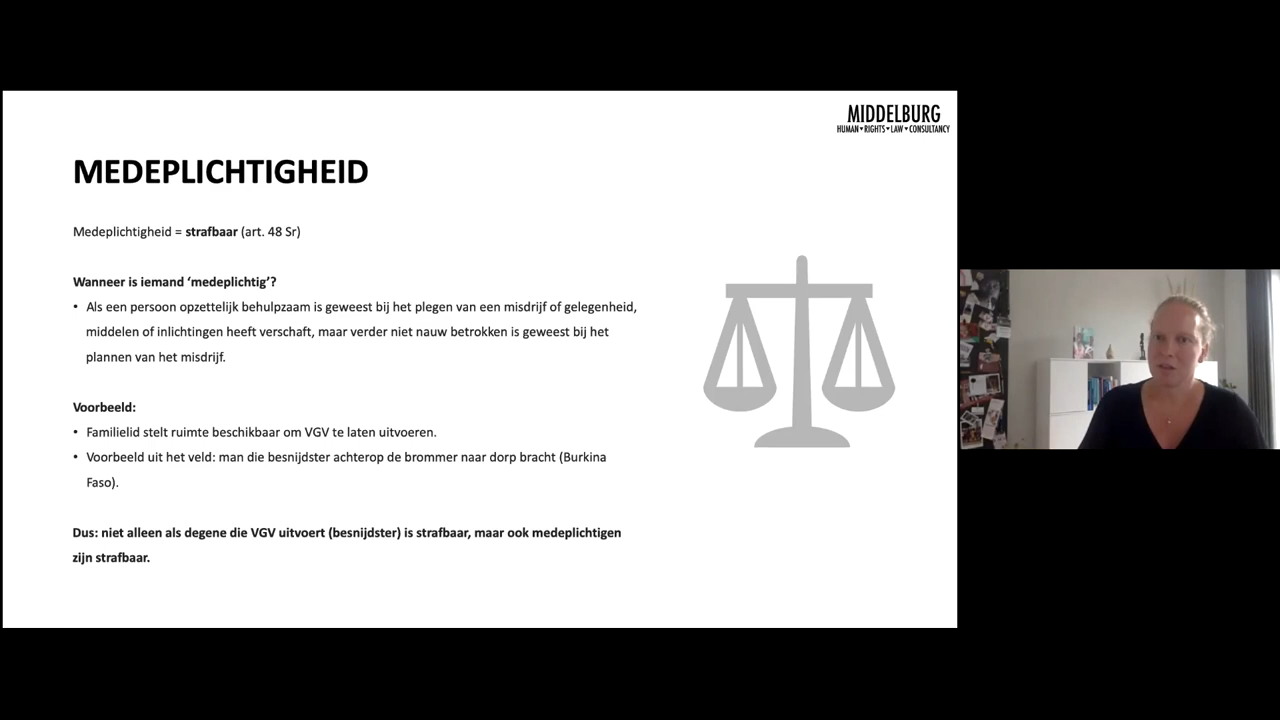 MIDDELBURG
HUMAN♥RIGHTS♥LAW♥CONSULTANCY
MEDEPLICHTIGHEID
Medeplichtigheid = strafbaar (art. 48 Sr)
Wanneer is iemand ‘medeplichtig’?
• Als een persoon opzettelijk behulpzaam is geweest bij het plegen van een misdrijf of gelegenheid,
middelen of inlichtingen heeft verschaft, maar verder niet nauw betrokken is geweest bij het
plannen van het misdrijf.
Voorbeeld:
• Familielid stelt ruimte beschikbaar om VGV te laten uitvoeren.
• Voorbeeld uit het veld: man die besnijdster achterop de brommer naar dorp bracht (Burkina
Faso).
Dus: niet alleen als degene die VGV uitvoert (besnijdster) is strafbaar, maar ook medeplichtigen
zijn strafbaar.